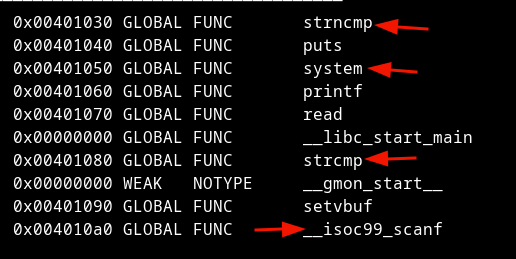 0x00401030 GLOBAL FUNC strncmp
0x00401040 GLOBAL FUNC puts
0x00401050 GLOBAL FUNC system
0x00401060 GLOBAL FUNC printf
0x00401070 GLOBAL FUNC read
0x00000000 GLOBAL FUNC __libc_start_main
0x00401080 GLOBAL FUNC strcmp
0x00000000 WEAK NOTYPE __gmon_start__
0x00401090 GLOBAL FUNC setvbuf
0x004010a0 GLOBAL FUNC __isoc99_scanf